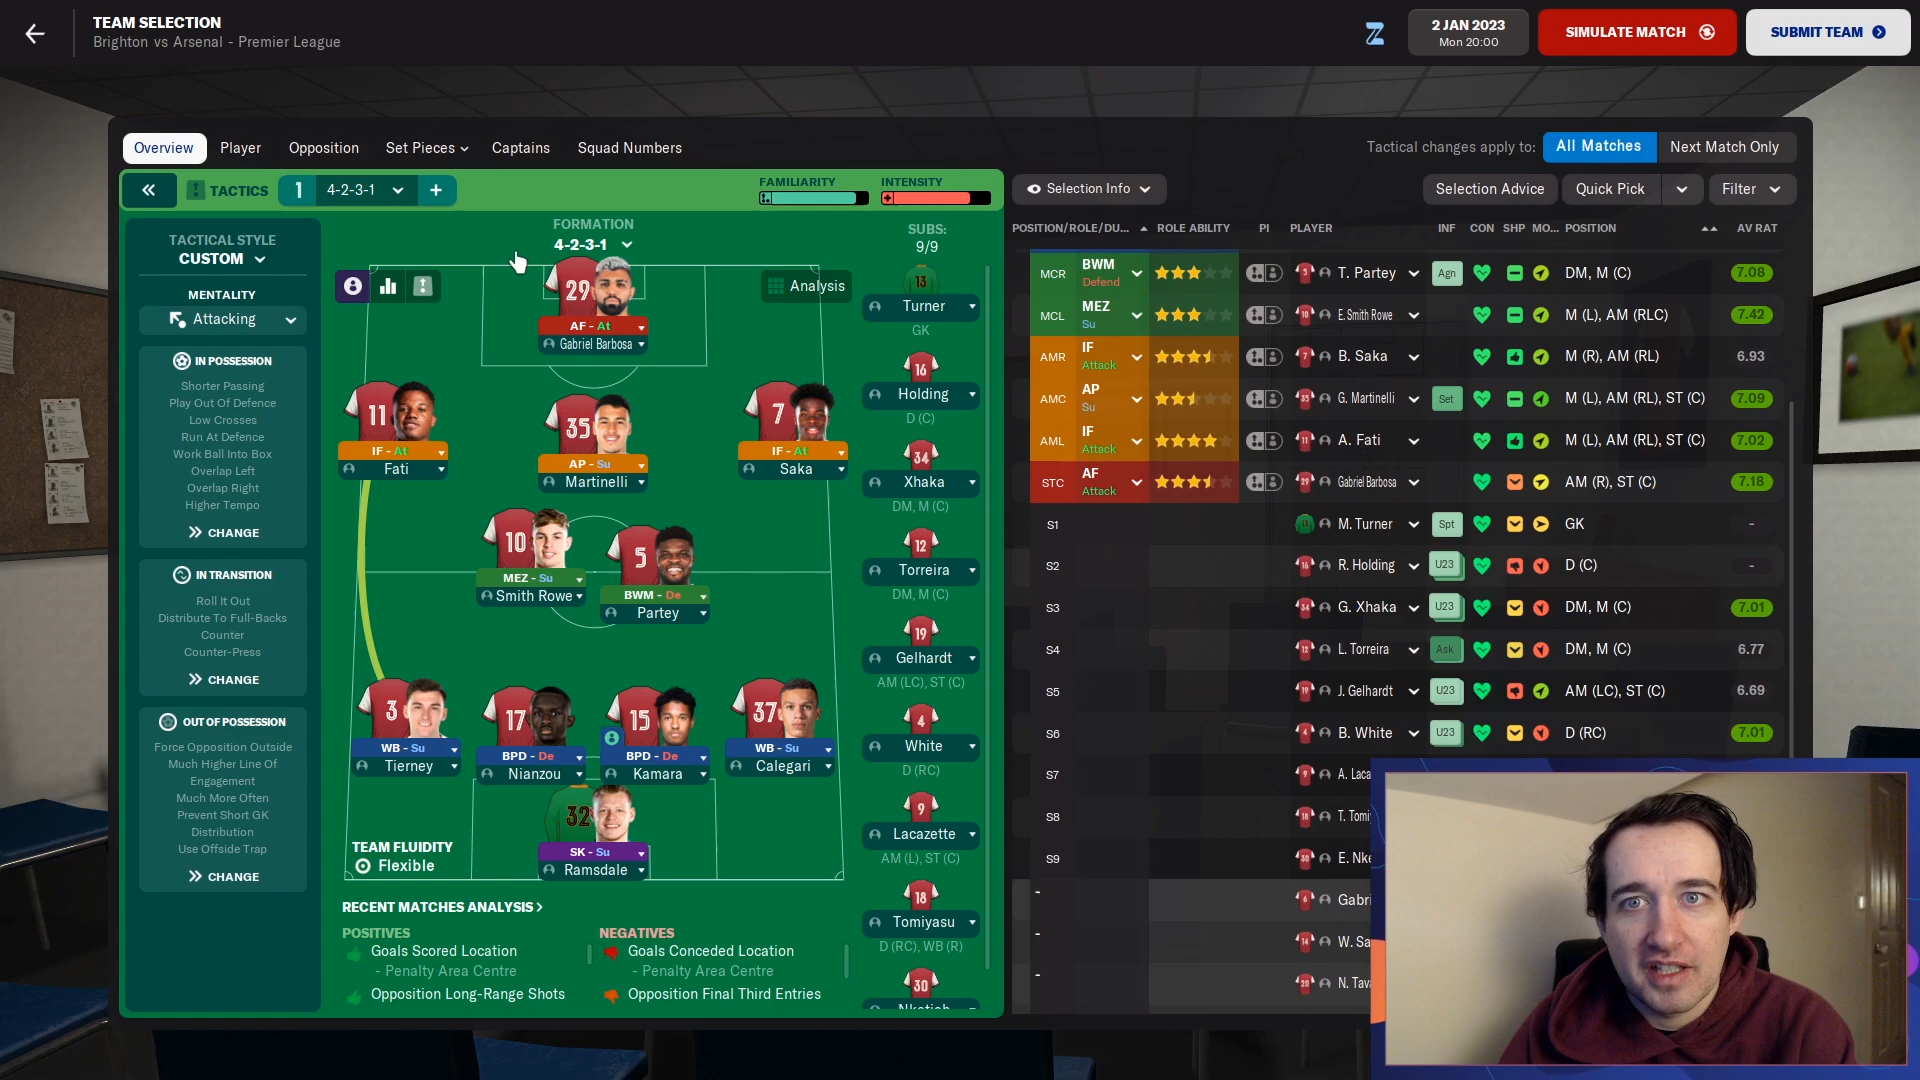 TEAM SELECTION
Brighton vs Arsenal - Premier League
2 JAN 2023
Mon 20:00
SIMULATE MATCH
SUBMIT TEAM
Overview
Player
Opposition
Set Pieces
Captains
Squad Numbers
Tactical changes apply to:
All Matches
Next Match Only
TACTICS
1
4-2-3-1
FAMILIARITY
INTENSITY
Selection Info
Selection Advice
Quick Pick
Filter
TACTICAL STYLE
CUSTOM
MENTALITY
Attacking
IN POSSESSION
Shorter Passing
Play Out Of Defence
Low Crosses
Run At Defence
Work Ball Into Box
Overlap Left
Overlap Right
Higher Tempo
CHANGE
IN TRANSITION
Roll It Out
Distribute To Full-Backs
Counter
Counter-Press
CHANGE
OUT OF POSSESSION
Force Opposition Outside
Much Higher Line Of
Engagement
Much More Often
Prevent Short GK
Distribution
Use Offside Trap
CHANGE
FORMATION
4-2-3-1
Analysis
29
AF - At
Gabriel Barbosa
11
IF - At
Fati
35
AP - Su
Martinelli
7
IF - At
Saka
10
MEZ - Su
Smith Rowe
5
BWM - De
Partey
3
WB - Su
Tierney
17
BPD - De
Nianzou
15
BPD - De
Kamara
37
WB - Su
Calegari
32
SK - Su
Ramsdale
TEAM FLUIDITY
Flexible
RECENT MATCHES ANALYSIS
POSITIVES
Goals Scored Location
- Penalty Area Centre
Opposition Long-Range Shots
NEGATIVES
Goals Conceded Location
- Penalty Area Centre
Opposition Final Third Entries
SUBS:
9/9
13
Turner
GK
16
Holding
D (C)
34
Xhaka
DM, M (C)
12
Torreira
DM, M (C)
19
Gelhardt
AM (LC), ST (C)
4
White
D (RC)
9
Lacazette
AM (L), ST (C)
18
Tomiyasu
D (RC), WB (R)
30
Nketiah
POSITION/ROLE/DU... ROLE ABILITY PI PLAYER INF CON SHP MO... POSITION AV RAT
MCR BWM Defend T. Partey Agn DM, M (C) 7.08
MCL MEZ Su E. Smith Rowe M (L), AM (RLC) 7.42
AMR IF Attack B. Saka M (R), AM (RL) 6.93
AMC AP Su G. Martinelli Set M (L), AM (RL), ST (C) 7.09
AML IF Attack A. Fati M (L), AM (RL), ST (C) 7.02
STC AF Attack Gabriel Barbosa AM (R), ST (C) 7.18
S1 M. Turner Spt GK -
S2 R. Holding U23 D (C) -
S3 G. Xhaka U23 DM, M (C) 7.01
S4 L. Torreira Ask DM, M (C) 6.77
S5 J. Gelhardt U23 AM (LC), ST (C) 6.69
S6 B. White U23 D (RC) 7.01
S7 A. Laca
S8 T. Tomi
S9 E. Nke
- Gabri
- W. Sa
- N. Tava